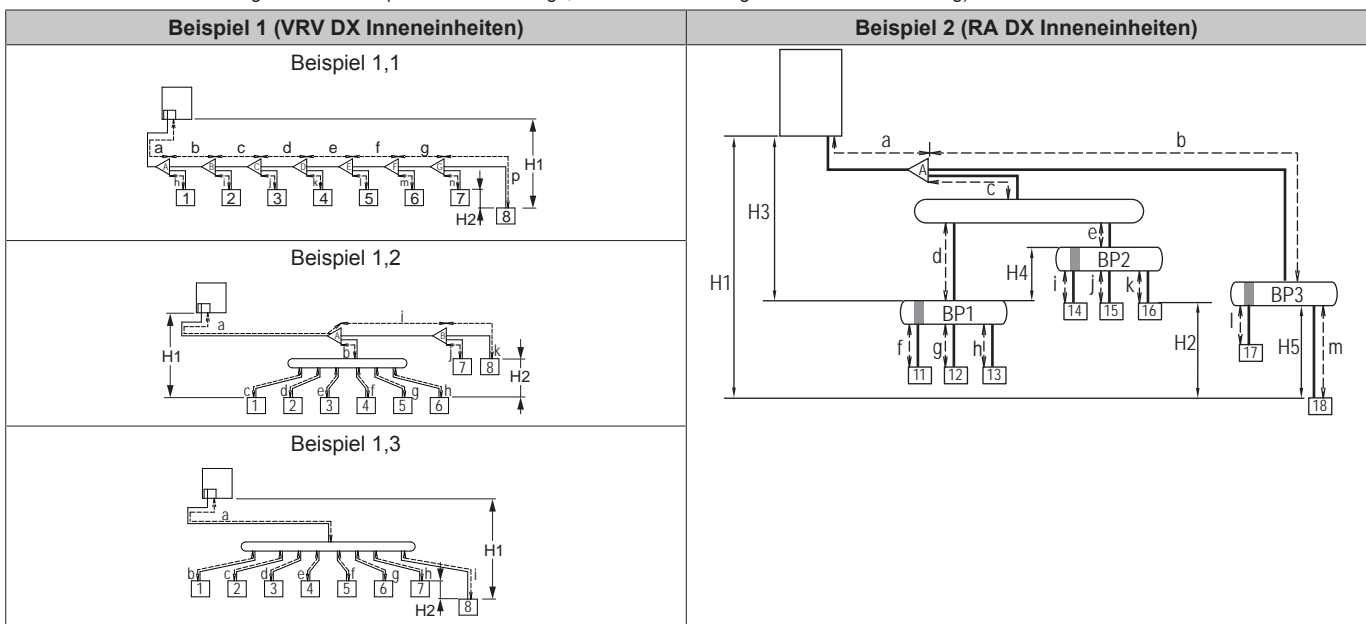 Beispiel 1 (VRV DX Inneneinheiten)
Beispiel 2 (RA DX Inneneinheiten)
Beispiel 1,1
a b c d e f g
H1
A B C D E F G
p
h i j k l m n
1 2 3 4 5 6 7
H2
8
Beispiel 1,2
a
i
H1
A B
b
j k
7 8
H2
c d e f g h
1 2 3 4 5 6
Beispiel 1,3
a
H1
b c d e f g h i
1 2 3 4 5 6 7
H2
8
a
b
A
c
H3
d
e
H4
BP2
H1
i j k
BP1
BP3
14 15 16
f g h
H2
l
H5
m
17
11 12 13
18